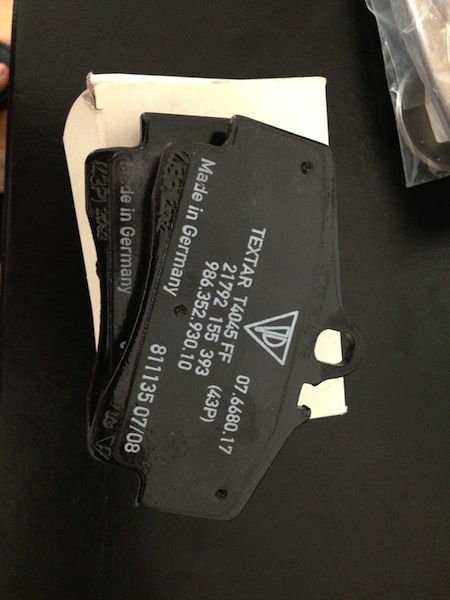 TEXTAR T4045 FF 07.6680.17
21792 155 393 (43P)
986.352.930.10
Made in Germany 811135 07/08
Made in Germany